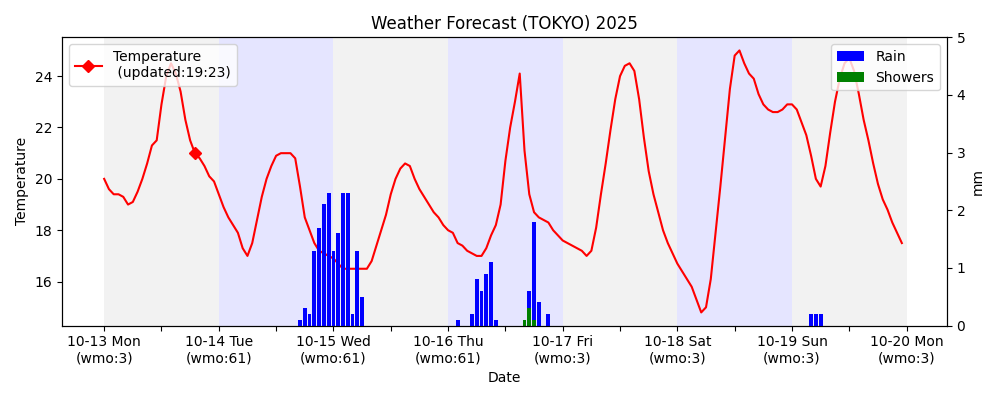 Weather Forecast (TOKYO) 2025
Temperature
(updated:19:23)
Rain
Showers
Temperature
24
22
20
18
16
5
4
3
2
1
0
mm
10-13 Mon
(wmo:3)
10-14 Tue
(wmo:61)
10-15 Wed
(wmo:61)
10-16 Thu
(wmo:61)
10-17 Fri
(wmo:3)
10-18 Sat
(wmo:3)
10-19 Sun
(wmo:3)
10-20 Mon
(wmo:3)
Date